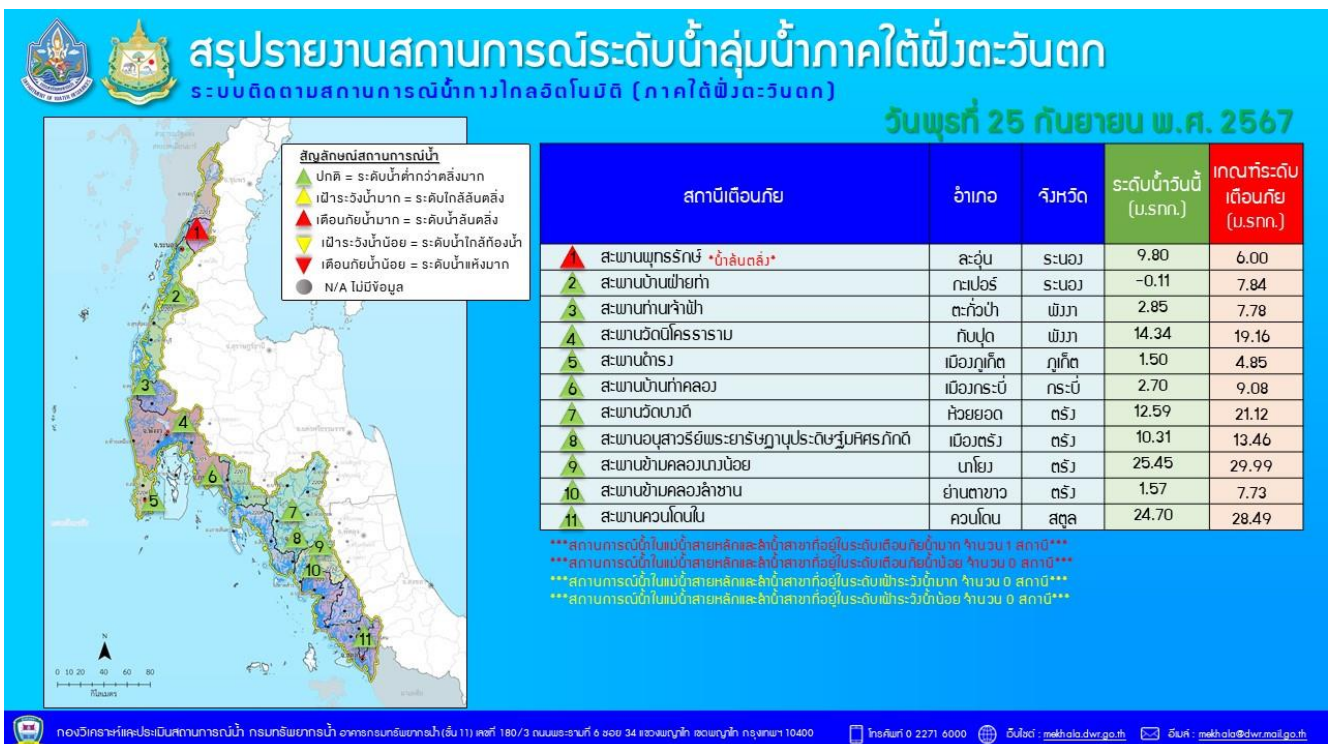 สรุปรายงานสถานการณ์ระดับน้ำลุ่มน้ำภาคใต้ฝั่งตะวันตก
ระบบติดตามสถานการณ์น้ำทางไกลอัตโนมัติ (ภาคใต้ฝั่งตะวันตก)
วันพุธที่ 25 กันยายน พ.ศ. 2567
สัญลักษณ์สถานการณ์น้ำ
ปกติ = ระดับน้ำต่ำกว่าตลิ่งมาก
เฝ้าระวังน้ำมาก = ระดับใกล้ล้นตลิ่ง
เตือนภัยน้ำมาก = ระดับน้ำล้นตลิ่ง
เฝ้าระวังน้ำน้อย = ระดับน้ำใกล้ท้องน้ำ
เตือนภัยน้ำน้อย = ระดับน้ำแห้งมาก
N/A ไม่มีข้อมูล
1
2
3
4
5
6
7
8
9
10
11
N
0 10 20 40 60 80
กิโลเมตร
สถานีเตือนภัย อำเภอ จังหวัด ระดับน้ำวันนี้ (ม.รทก.) เกณฑ์ระดับเตือนภัย (ม.รทก.)
1 สะพานพุทธรักษ์ *น้ำล้นตลิ่ง* ละอุ่น ระนอง 9.80 6.00
2 สะพานบ้านฝ่ายท่า กะเปอร์ ระนอง -0.11 7.84
3 สะพานท่านเจ้าฟ้า ตะกั่วป่า พังงา 2.85 7.78
4 สะพานวัดนิโครธาราม ทับปุด พังงา 14.34 19.16
5 สะพานดำรง เมืองภูเก็ต ภูเก็ต 1.50 4.85
6 สะพานบ้านท่าคลอง เมืองกระบี่ กระบี่ 2.70 9.08
7 สะพานวัดบางดี ห้วยยอด ตรัง 12.59 21.12
8 สะพานอนุสาวรีย์พระยารัษฎานุประดิษฐ์มหิศรภักดี เมืองตรัง ตรัง 10.31 13.46
9 สะพานข้ามคลองนางน้อย นาโยง ตรัง 25.45 29.99
10 สะพานข้ามคลองลำชาน ย่านตาขาว ตรัง 1.57 7.73
11 สะพานควนโดนใน ควนโดน สตูล 24.70 28.49
***สถานการณ์น้ำในแม่น้ำสายหลักและลำน้ำสาขาที่อยู่ในระดับเตือนภัยน้ำมาก จำนวน 1 สถานี***
***สถานการณ์น้ำในแม่น้ำสายหลักและลำน้ำสาขาที่อยู่ในระดับเตือนภัยน้ำน้อย จำนวน 0 สถานี***
***สถานการณ์น้ำในแม่น้ำสายหลักและลำน้ำสาขาที่อยู่ในระดับเฝ้าระวังน้ำมาก จำนวน 0 สถานี***
***สถานการณ์น้ำในแม่น้ำสายหลักและลำน้ำสาขาที่อยู่ในระดับเฝ้าระวังน้ำน้อย จำนวน 0 สถานี***
กองวิเคราะห์และประเมินสถานการณ์น้ำ กรมทรัพยากรน้ำ อาคารกรมทรัพยากรน้ำ (ชั้น 11) เลขที่ 180/3 ถนนพระรามที่ 6 ซอย 34 แขวงพญาไท เขตพญาไท กรุงเทพฯ 10400 โทรศัพท์ 0 2271 6000 เว็บไซต์ : mekhala.dwr.go.th อีเมล์ : mekhala@dwr.mail.go.th